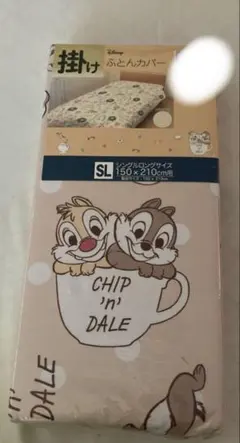 Disney
掛け ふとんカバー
SL シングルロングサイズ
150×210cm用
CHIP
'n'
DALE
DALE